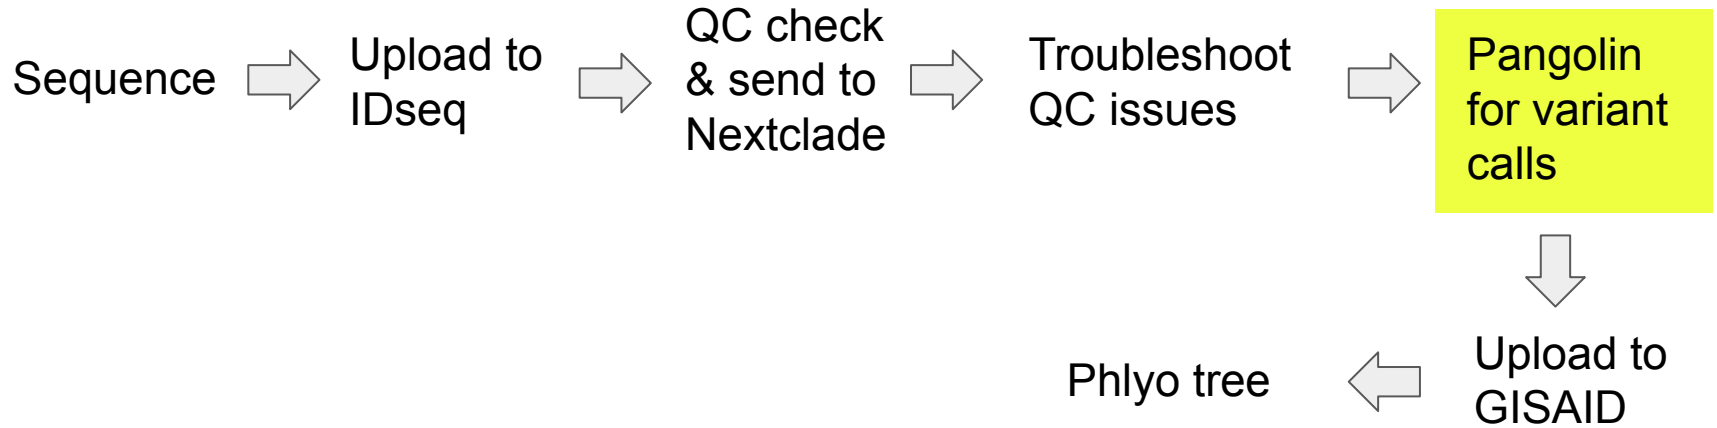 Sequence
Upload to
IDseq
QC check
& send to
Nextclade
Troubleshoot
QC issues
Pangolin
for variant
calls
Upload to
GISAID
Phlyo tree